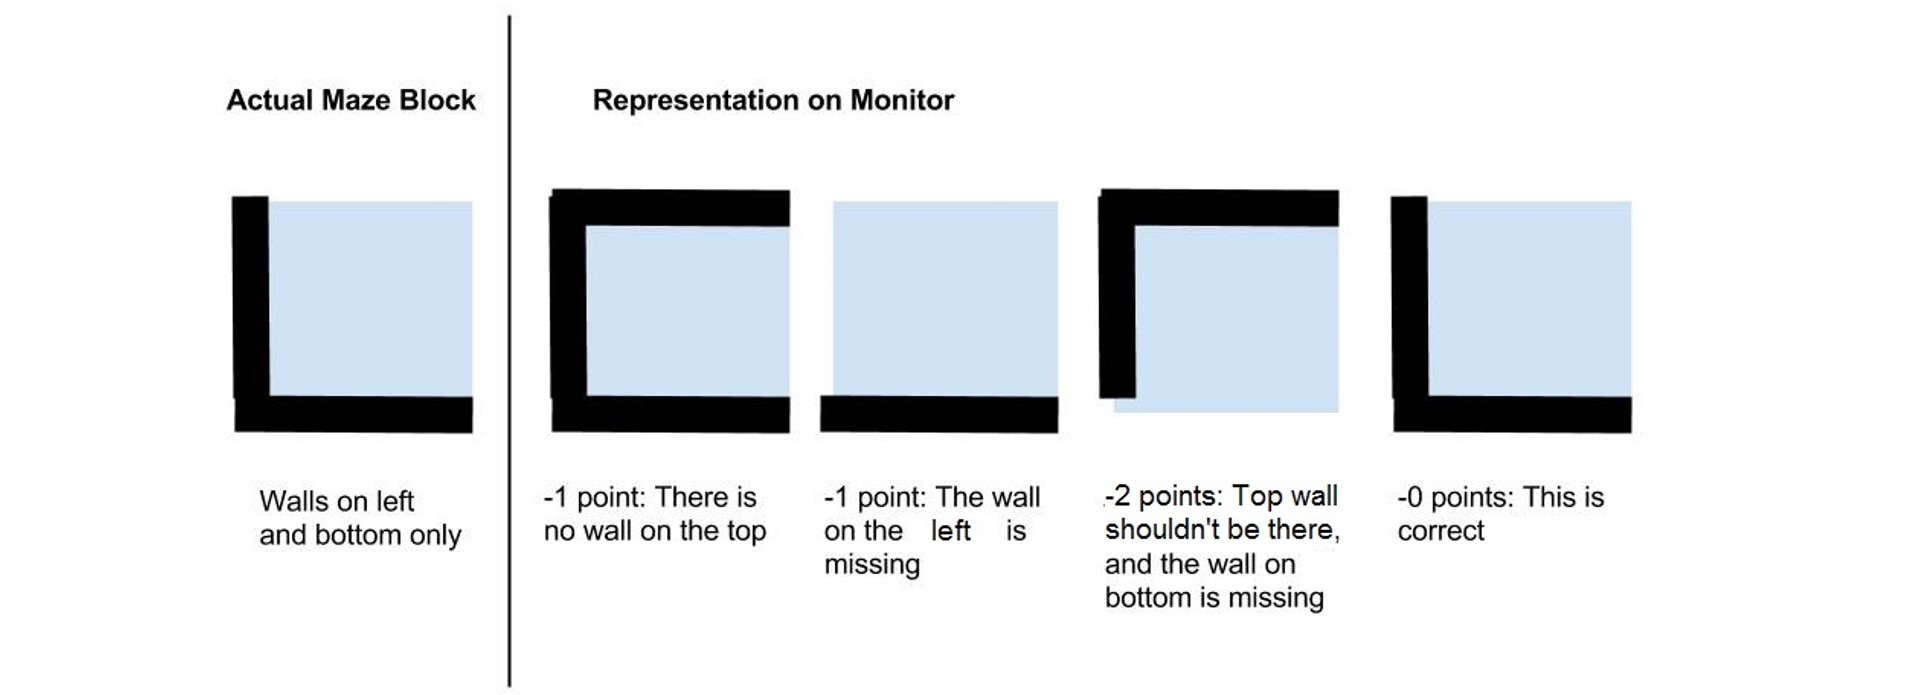 Actual Maze Block
Representation on Monitor
Walls on left
and bottom only
-1 point: There is
no wall on the top
-1 point: The wall
on the left is
missing
-2 points: Top wall
shouldn't be there,
and the wall on
bottom is missing
-0 points: This is
correct